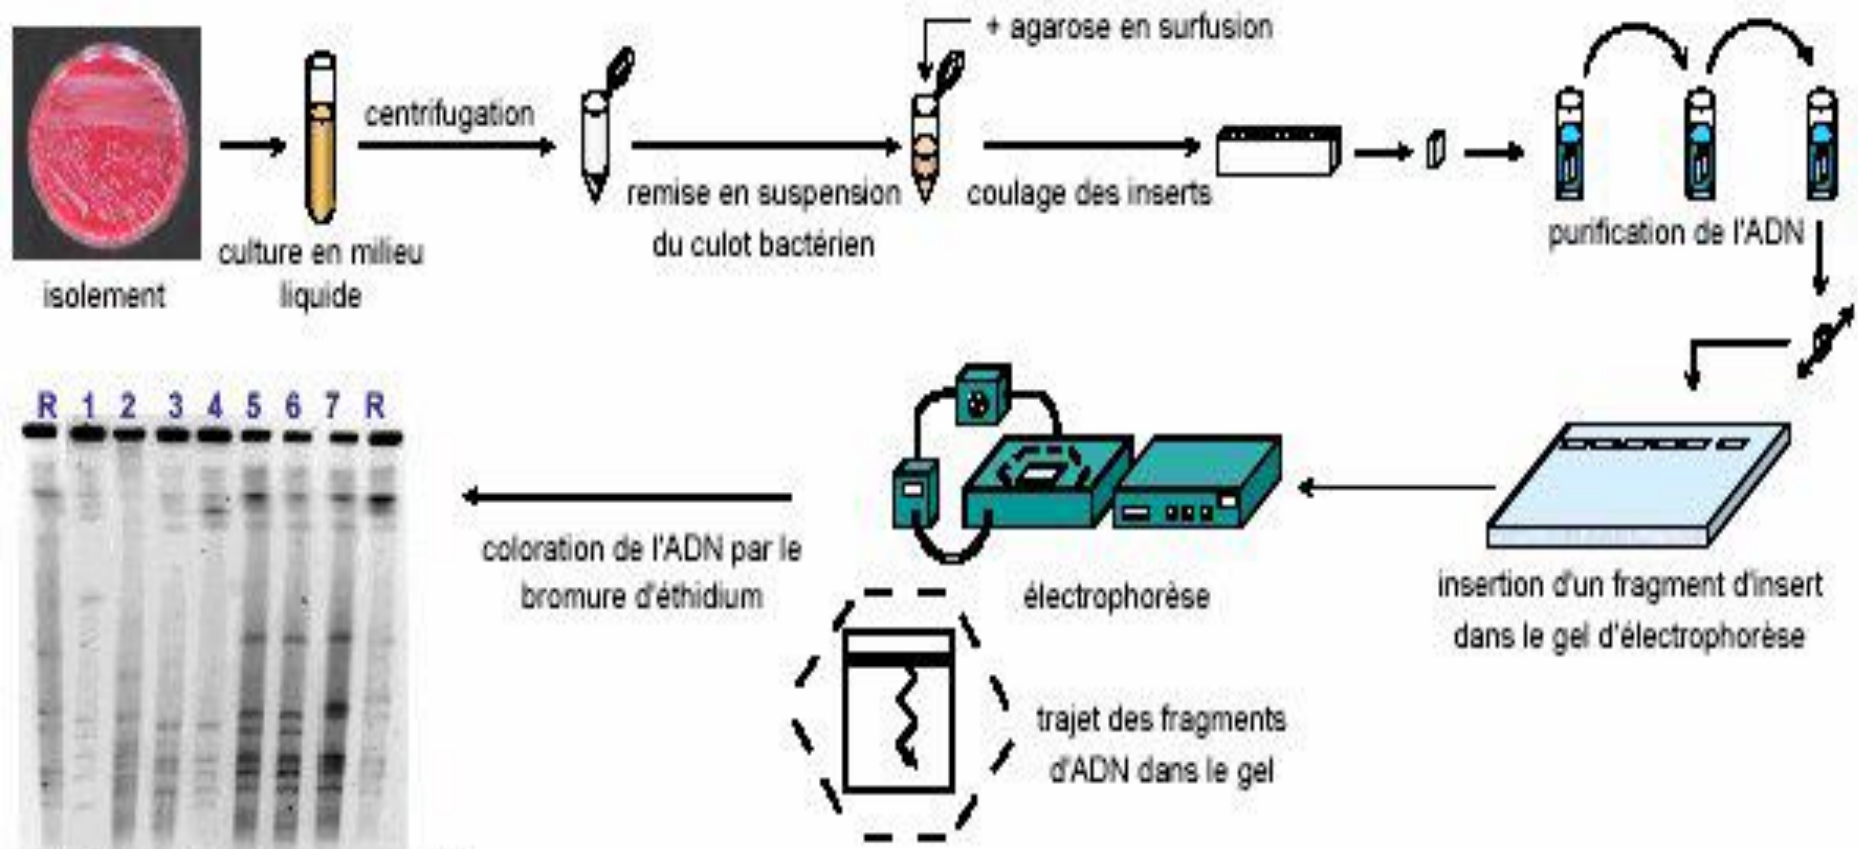 + agarose en surfusion
centrifugation
remise en suspension
du culot bactérien
coulage des inserts
purification de l'ADN
culture en milieu
liquide
isolement
R 1 2 3 4 5 6 7 R
coloration de l'ADN par le
bromure d'éthidium
électrophorèse
insertion d'un fragment d'insert
dans le gel d'électrophorèse
trajet des fragments
d'ADN dans le gel